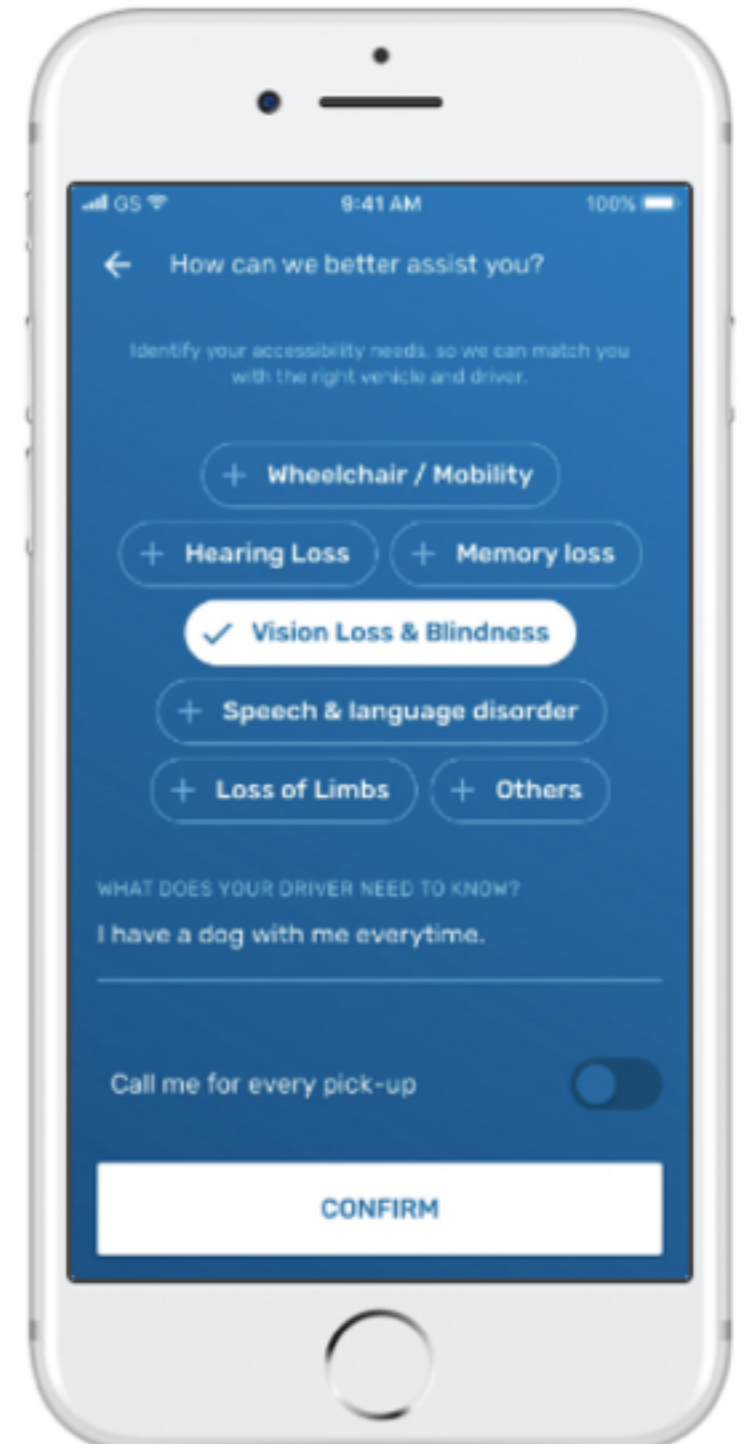 GS 9:41 AM 100%
How can we better assist you?
Identify your accessibility needs, so we can match you
with the right vehicle and driver.
+ Wheelchair / Mobility
+ Hearing Loss + Memory loss
✓ Vision Loss & Blindness
+ Speech & language disorder
+ Loss of Limbs + Others
WHAT DOES YOUR DRIVER NEED TO KNOW?
I have a dog with me everytime.
Call me for every pick-up
CONFIRM